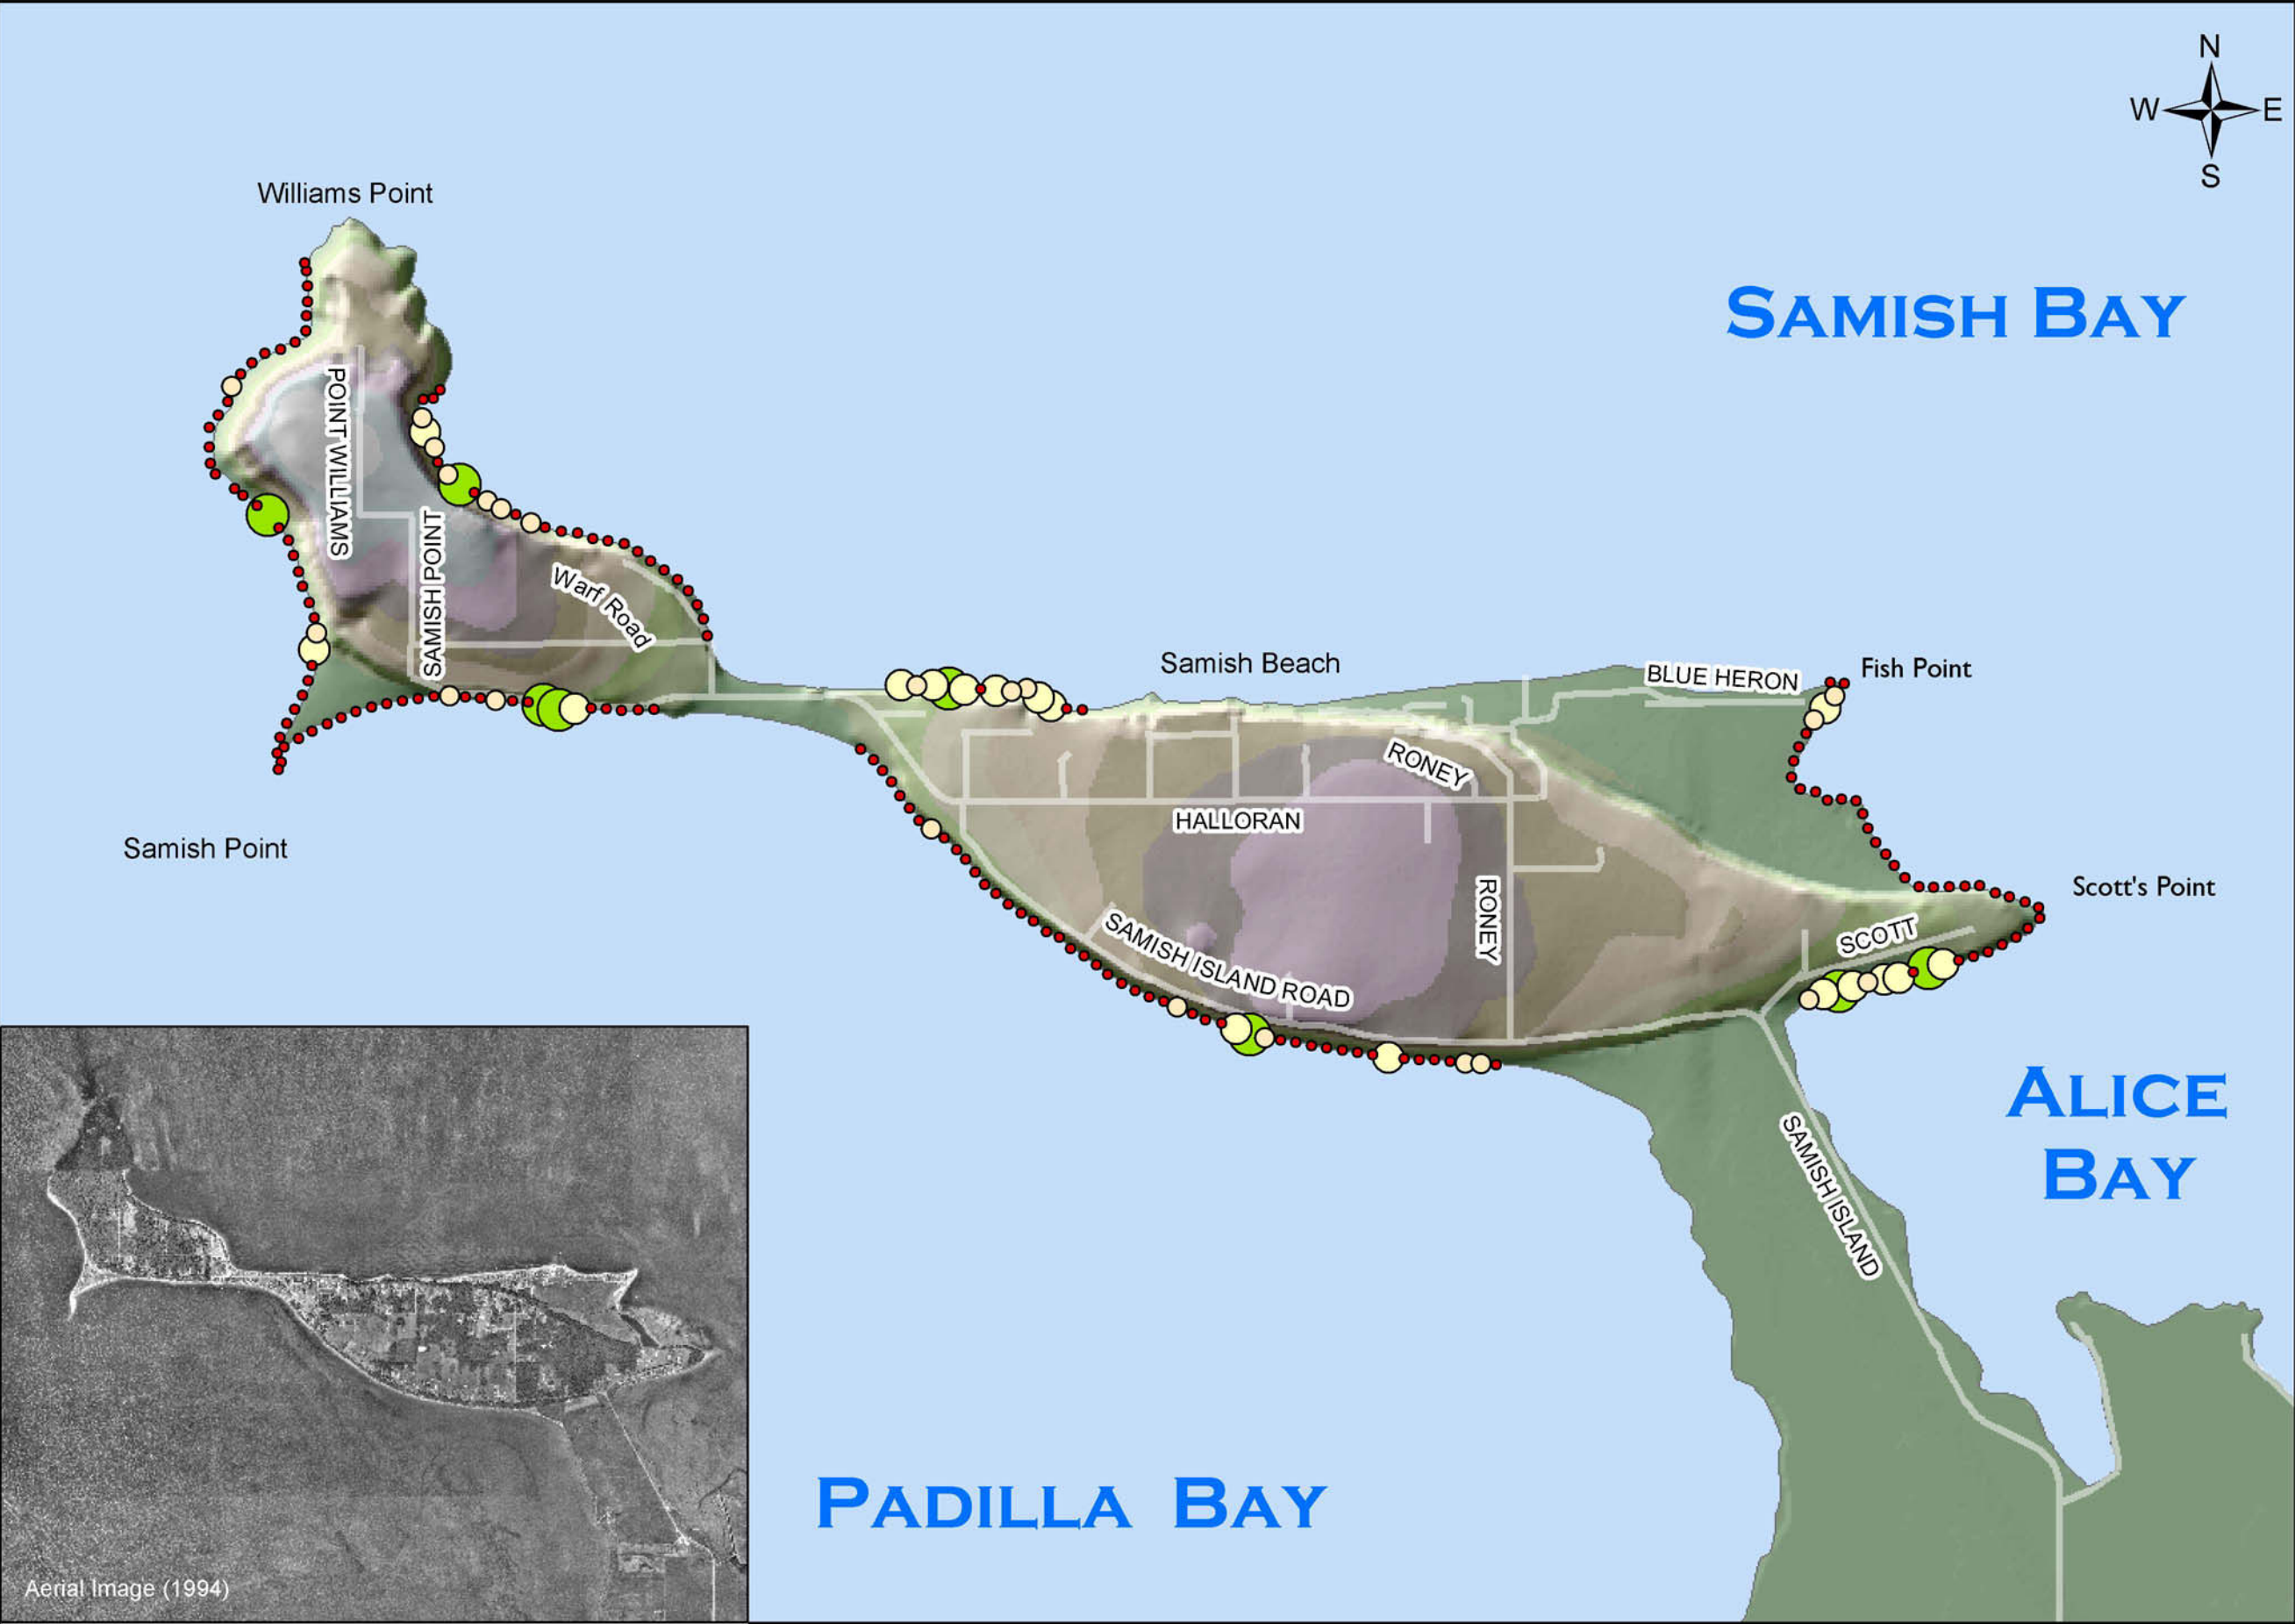 N
W E
S
Williams Point
SAMISH BAY
POINT WILLIAMS
SAMISH POINT
Warf Road
Samish Beach
BLUE HERON
Fish Point
RONEY
HALLORAN
Samish Point
RONEY
Scott's Point
SCOTT
SAMISH ISLAND ROAD
ALICE
BAY
SAMISH ISLAND
PADILLA BAY
Aerial Image (1994)